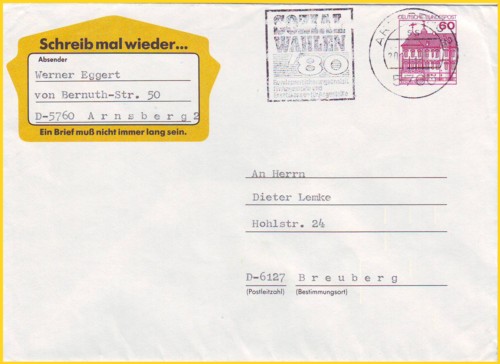 Schreib mal wieder...
Absender
Werner Eggert
von Bernuth-Str. 50
D-5760 Arnsberg 2
Ein Brief muß nicht immer lang sein.
SOZIAL
WAHLEN
'80
DEUTSCHE BUNDESPOST
60
An Herrn
Dieter Lemke
Hohlstr. 24
D-6127 Breuberg
(Postleitzahl) (Bestimmungsort)